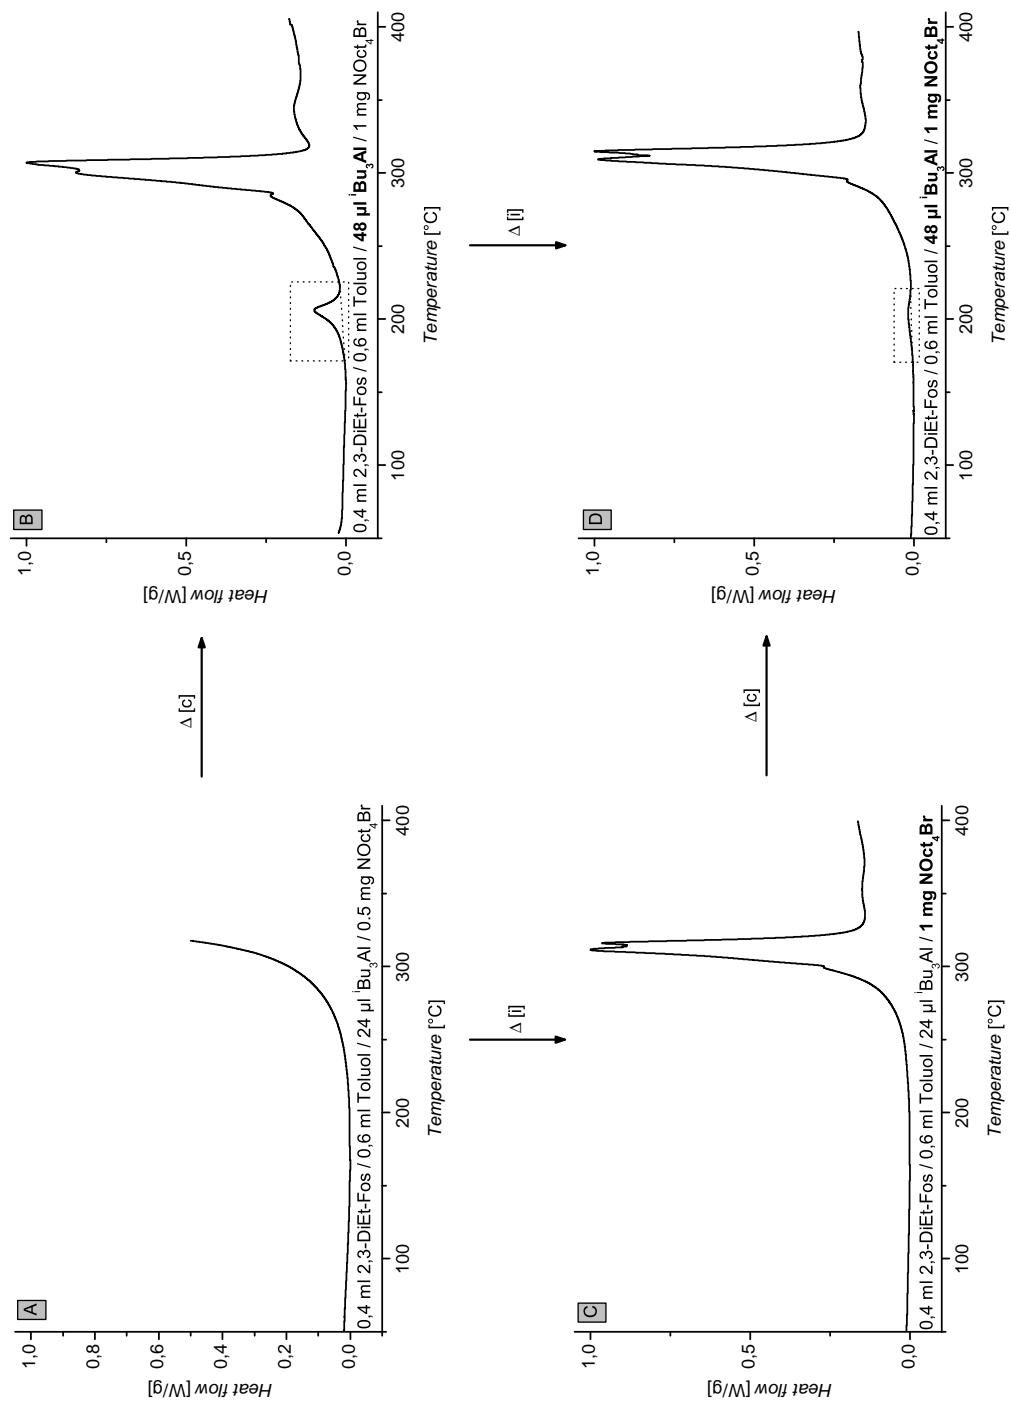 A
1,0
0,8
0,6
0,4
0,2
0,0
Heat flow [W/g]
0,4 ml 2,3-DiEt-Fos / 0,6 ml Toluol / 24 µl ⁱBu₃Al / 0.5 mg NOct₄Br
100 200 300 400
Temperature [°C]
Δ [c]
B
1,0
0,5
0,0
Heat flow [W/g]
0,4 ml 2,3-DiEt-Fos / 0,6 ml Toluol / 48 µl ⁱBu₃Al / 1 mg NOct₄Br
100 200 300 400
Temperature [°C]
Δ [i]
Δ [i]
C
1,0
0,5
0,0
Heat flow [W/g]
0,4 ml 2,3-DiEt-Fos / 0,6 ml Toluol / 24 µl ⁱBu₃Al / 1 mg NOct₄Br
100 200 300 400
Temperature [°C]
Δ [c]
D
1,0
0,5
0,0
Heat flow [W/g]
0,4 ml 2,3-DiEt-Fos / 0,6 ml Toluol / 48 µl ⁱBu₃Al / 1 mg NOct₄Br
100 200 300 400
Temperature [°C]